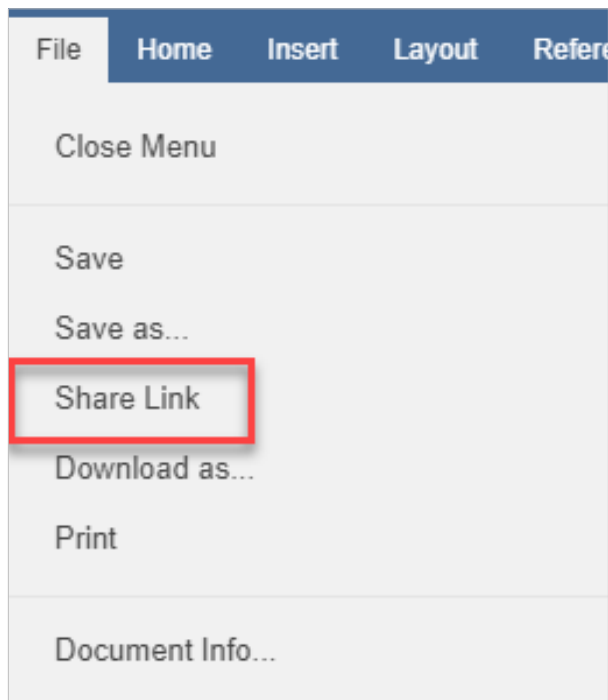 File Home Insert Layout
Close Menu
Save
Save as...
Share Link
Download as...
Print
Document Info...